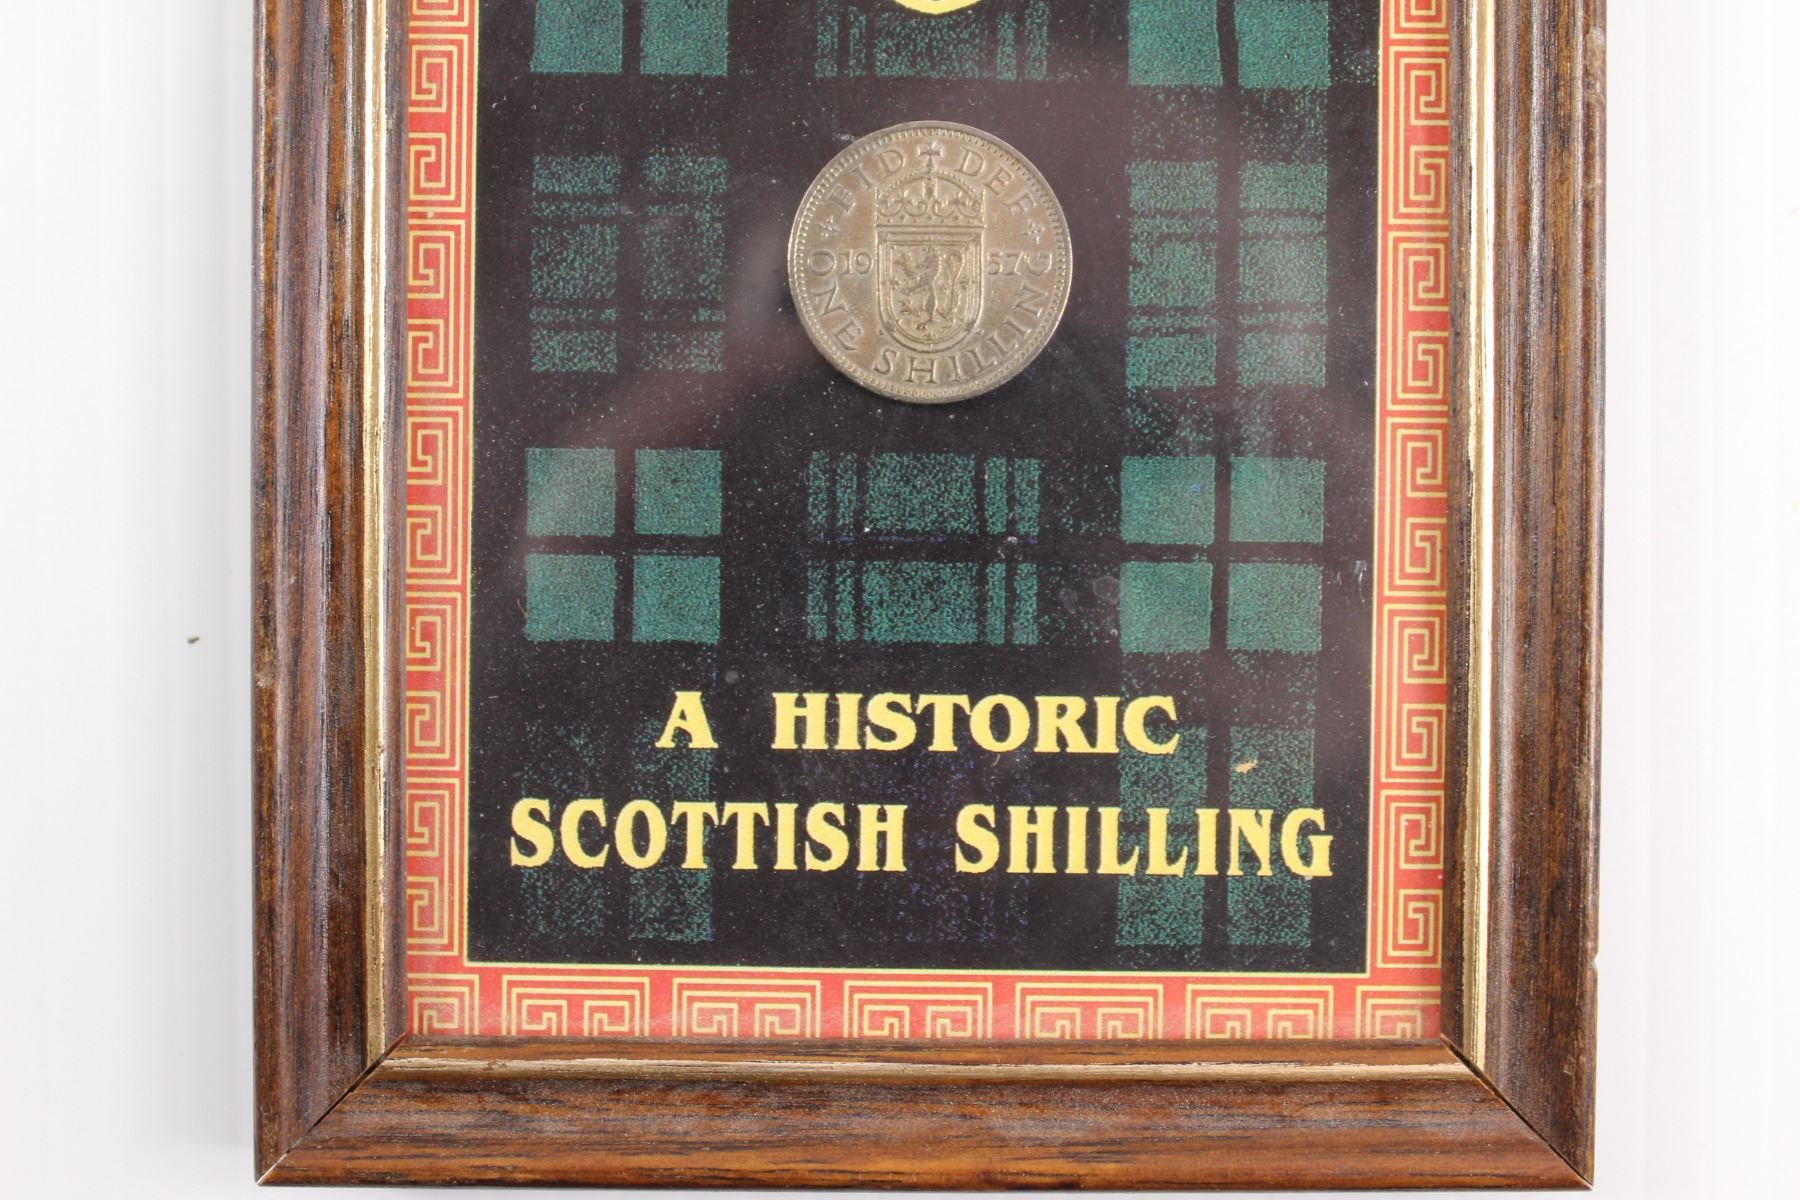 FID DEF
19 57
ONE SHILLING
A HISTORIC
SCOTTISH SHILLING